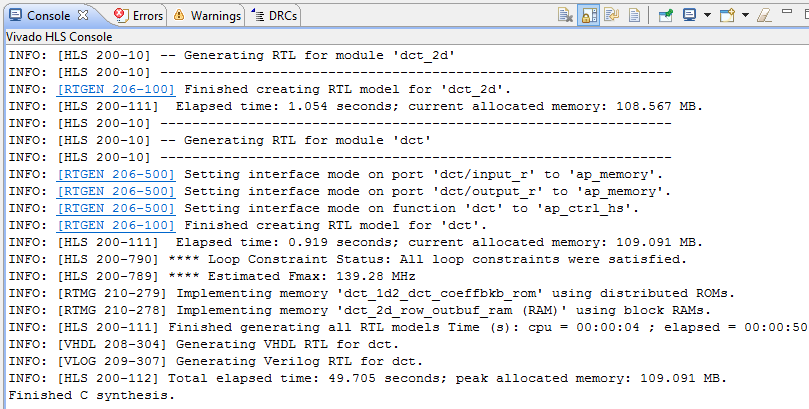 Console Errors Warnings DRCs
Vivado HLS Console
INFO: [HLS 200-10] -- Generating RTL for module 'dct_2d'
INFO: [HLS 200-10] ----------------------------------------------------------------
INFO: [RTGEN 206-100] Finished creating RTL model for 'dct_2d'.
INFO: [HLS 200-111]  Elapsed time: 1.054 seconds; current allocated memory: 108.567 MB.
INFO: [HLS 200-10] ----------------------------------------------------------------
INFO: [HLS 200-10] -- Generating RTL for module 'dct'
INFO: [HLS 200-10] ----------------------------------------------------------------
INFO: [RTGEN 206-500] Setting interface mode on port 'dct/input_r' to 'ap_memory'.
INFO: [RTGEN 206-500] Setting interface mode on port 'dct/output_r' to 'ap_memory'.
INFO: [RTGEN 206-500] Setting interface mode on function 'dct' to 'ap_ctrl_hs'.
INFO: [RTGEN 206-100] Finished creating RTL model for 'dct'.
INFO: [HLS 200-111]  Elapsed time: 0.919 seconds; current allocated memory: 109.091 MB.
INFO: [HLS 200-790] **** Loop Constraint Status: All loop constraints were satisfied.
INFO: [HLS 200-789] **** Estimated Fmax: 139.28 MHz
INFO: [RTMG 210-279] Implementing memory 'dct_1d2_dct_coeffbkb_rom' using distributed ROMs.
INFO: [RTMG 210-278] Implementing memory 'dct_2d_row_outbuf_ram (RAM)' using block RAMs.
INFO: [HLS 200-111] Finished generating all RTL models Time (s): cpu = 00:00:04 ; elapsed = 00:00:50
INFO: [VHDL 208-304] Generating VHDL RTL for dct.
INFO: [VLOG 209-307] Generating Verilog RTL for dct.
INFO: [HLS 200-112] Total elapsed time: 49.705 seconds; peak allocated memory: 109.091 MB.
Finished C synthesis.